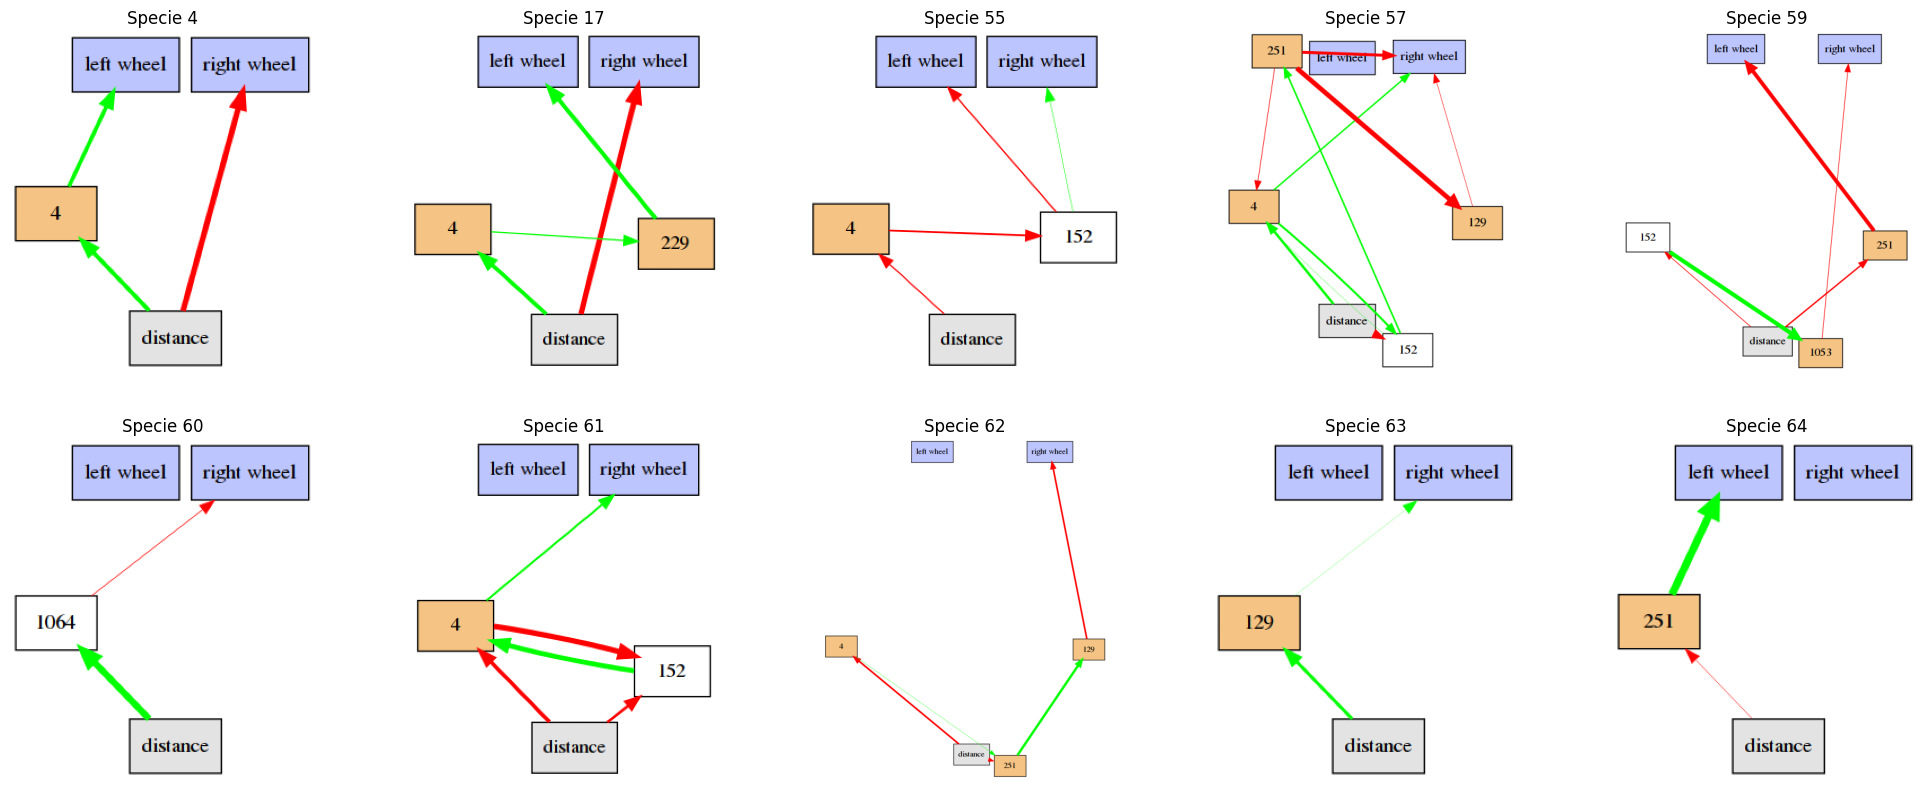 Specie 4
left wheel
right wheel
4
distance
Specie 17
left wheel
right wheel
4
229
distance
Specie 55
left wheel
right wheel
4
152
distance
Specie 57
251
left wheel
right wheel
4
129
distance
152
Specie 59
left wheel
right wheel
152
251
distance
1053
Specie 60
left wheel
right wheel
1064
distance
Specie 61
left wheel
right wheel
4
152
distance
Specie 62
left wheel
right wheel
4
129
distance
251
Specie 63
left wheel
right wheel
129
distance
Specie 64
left wheel
right wheel
251
distance